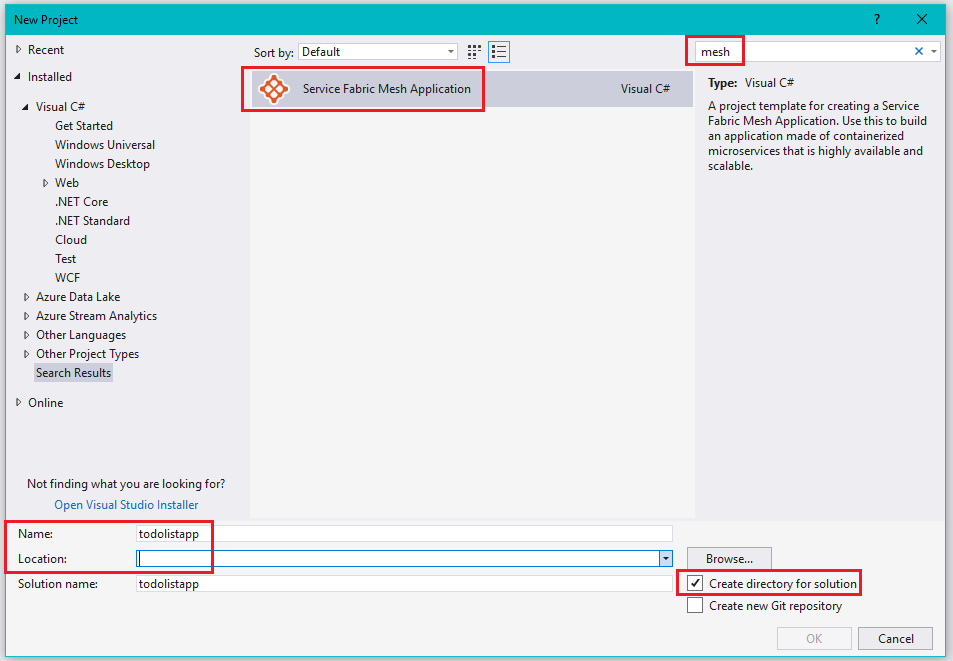 New Project
?
Recent
Installed
Visual C#
Get Started
Windows Universal
Windows Desktop
Web
.NET Core
.NET Standard
Cloud
Test
WCF
Azure Data Lake
Azure Stream Analytics
Other Languages
Other Project Types
Search Results
Online
Not finding what you are looking for?
Open Visual Studio Installer
Sort by: Default
Service Fabric Mesh Application Visual C#
mesh
Type: Visual C#
A project template for creating a Service
Fabric Mesh Application. Use this to build
an application made of containerized
microservices that is highly available and
scalable.
Name: todolistapp
Location: Browse...
Solution name: todolistapp
Create directory for solution
Create new Git repository
OK Cancel